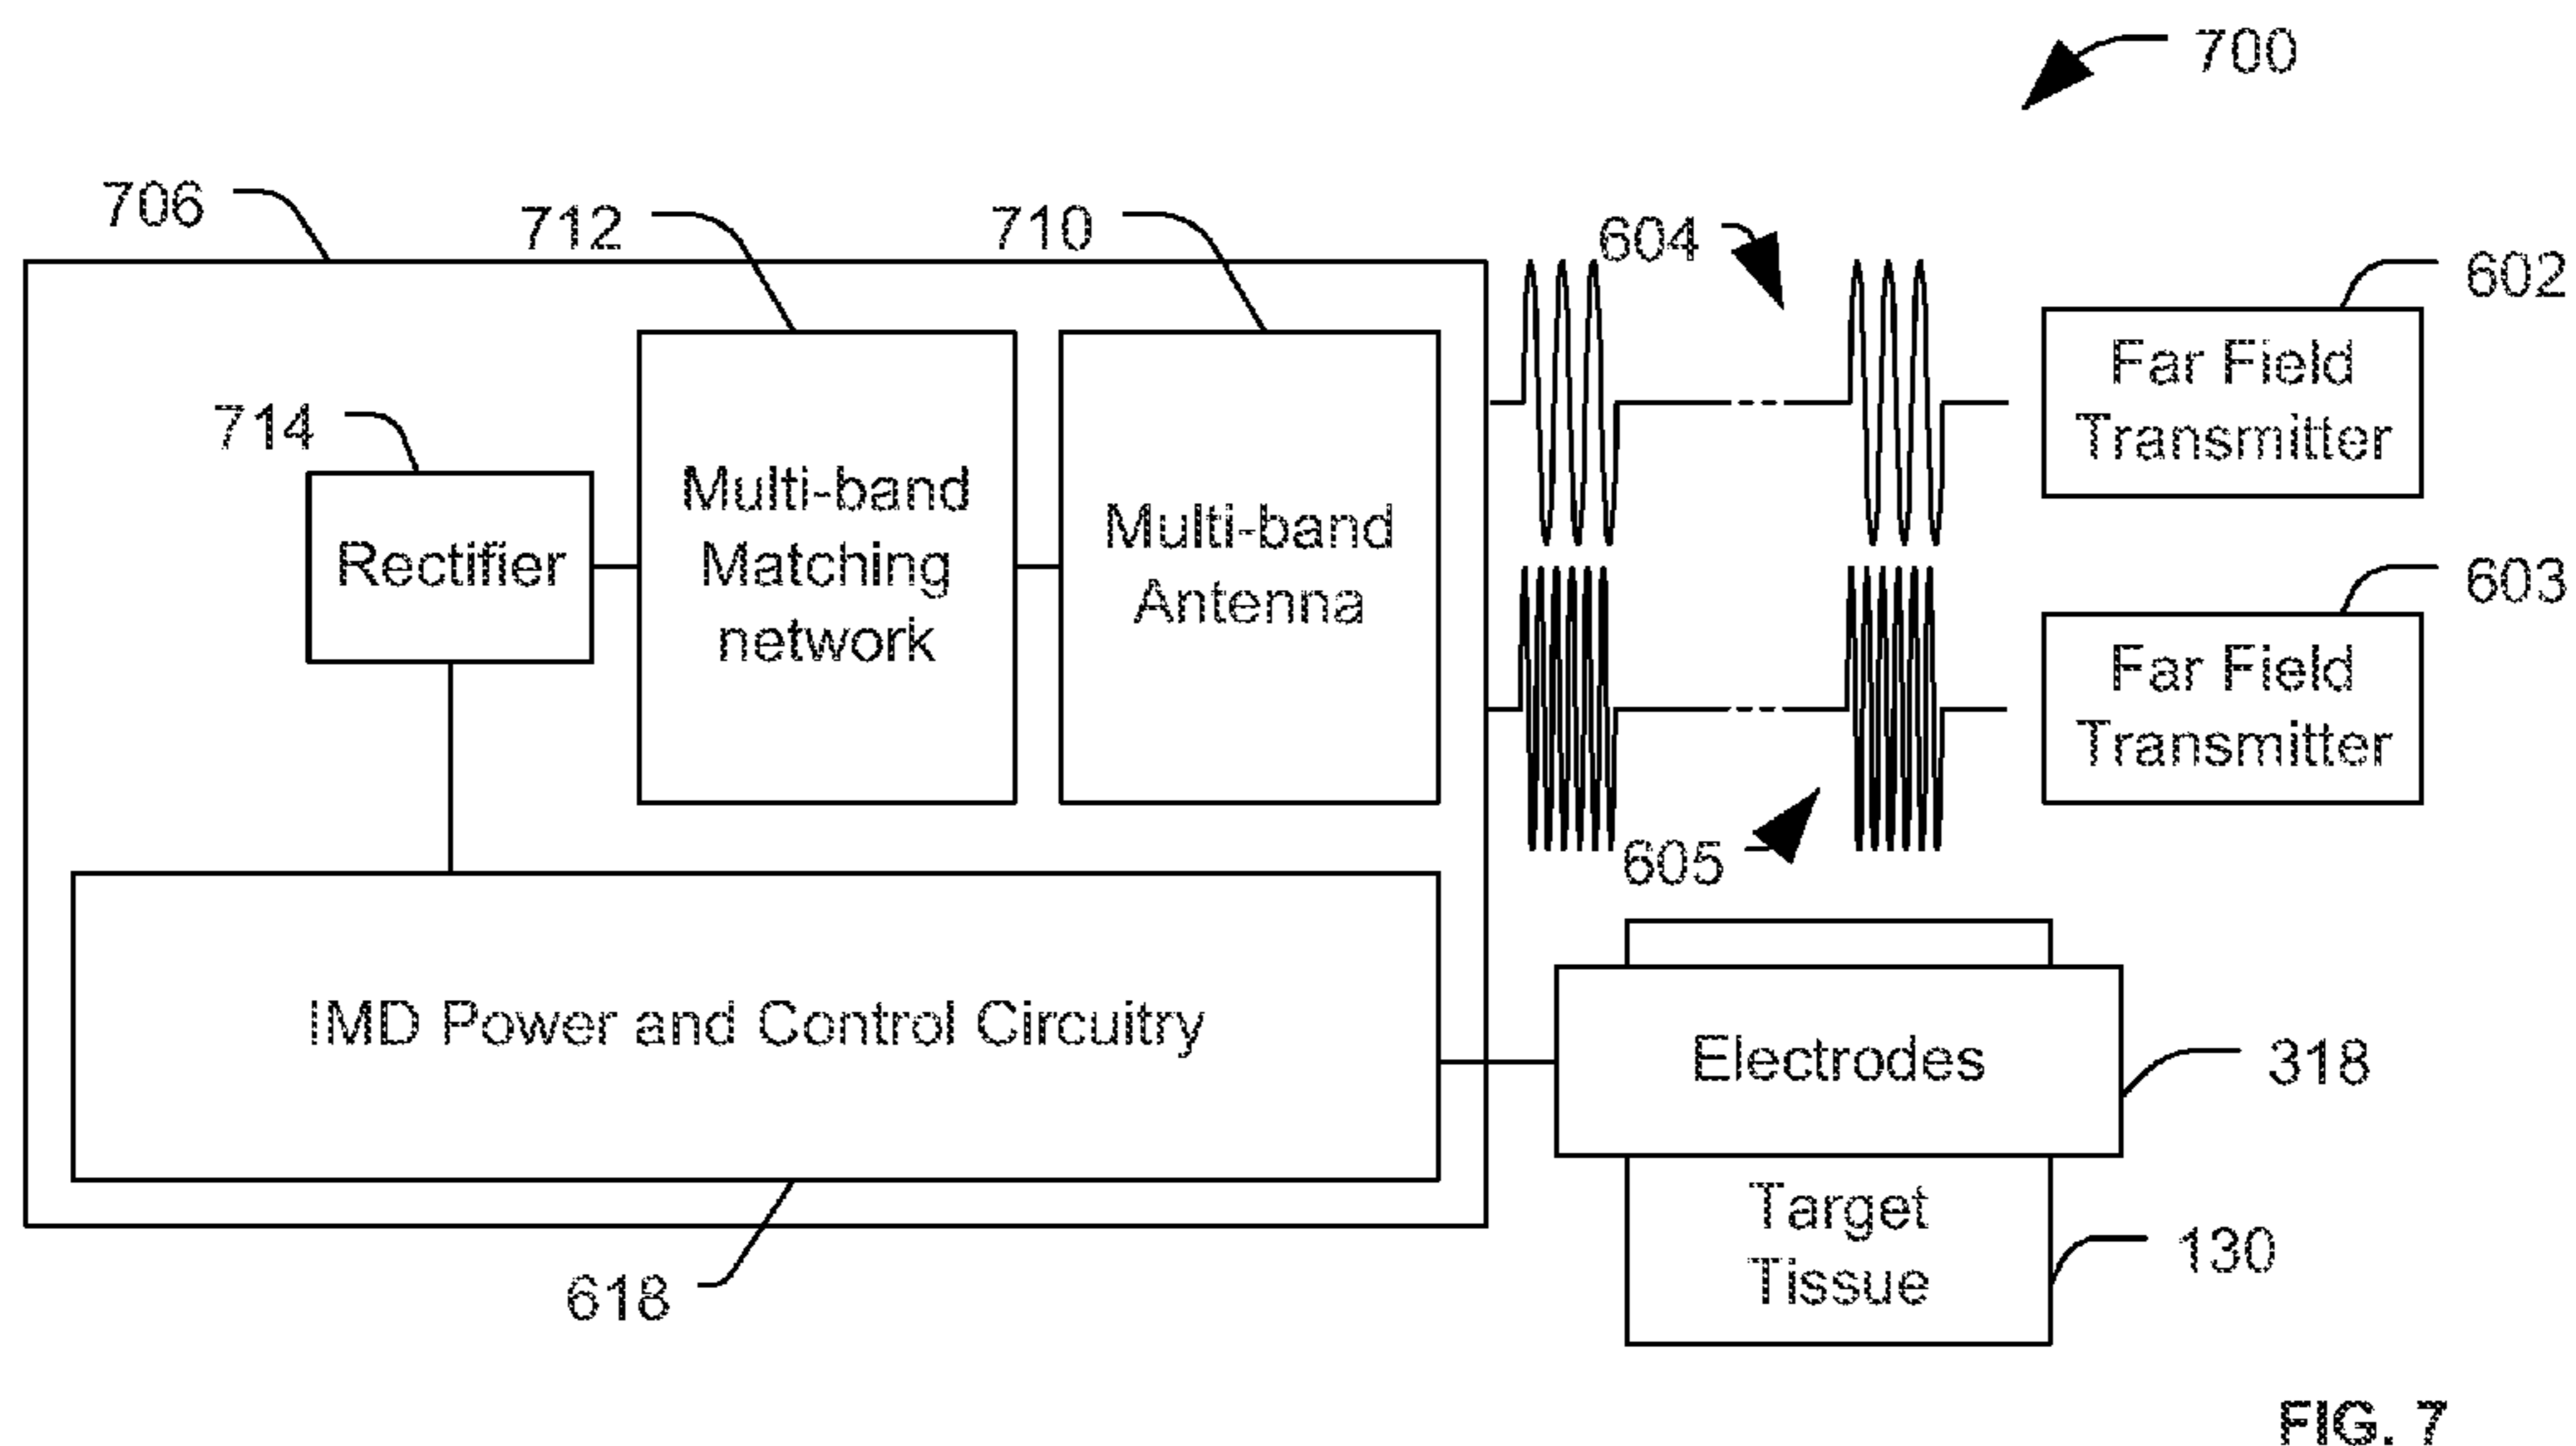 700
706
712
710
604
602
Far Field
Transmitter
714
Rectifier
Multi-band
Matching
network
Multi-band
Antenna
603
Far Field
Transmitter
605
IMD Power and Control Circuitry
Electrodes
318
Target
Tissue
130
618
FIG. 7